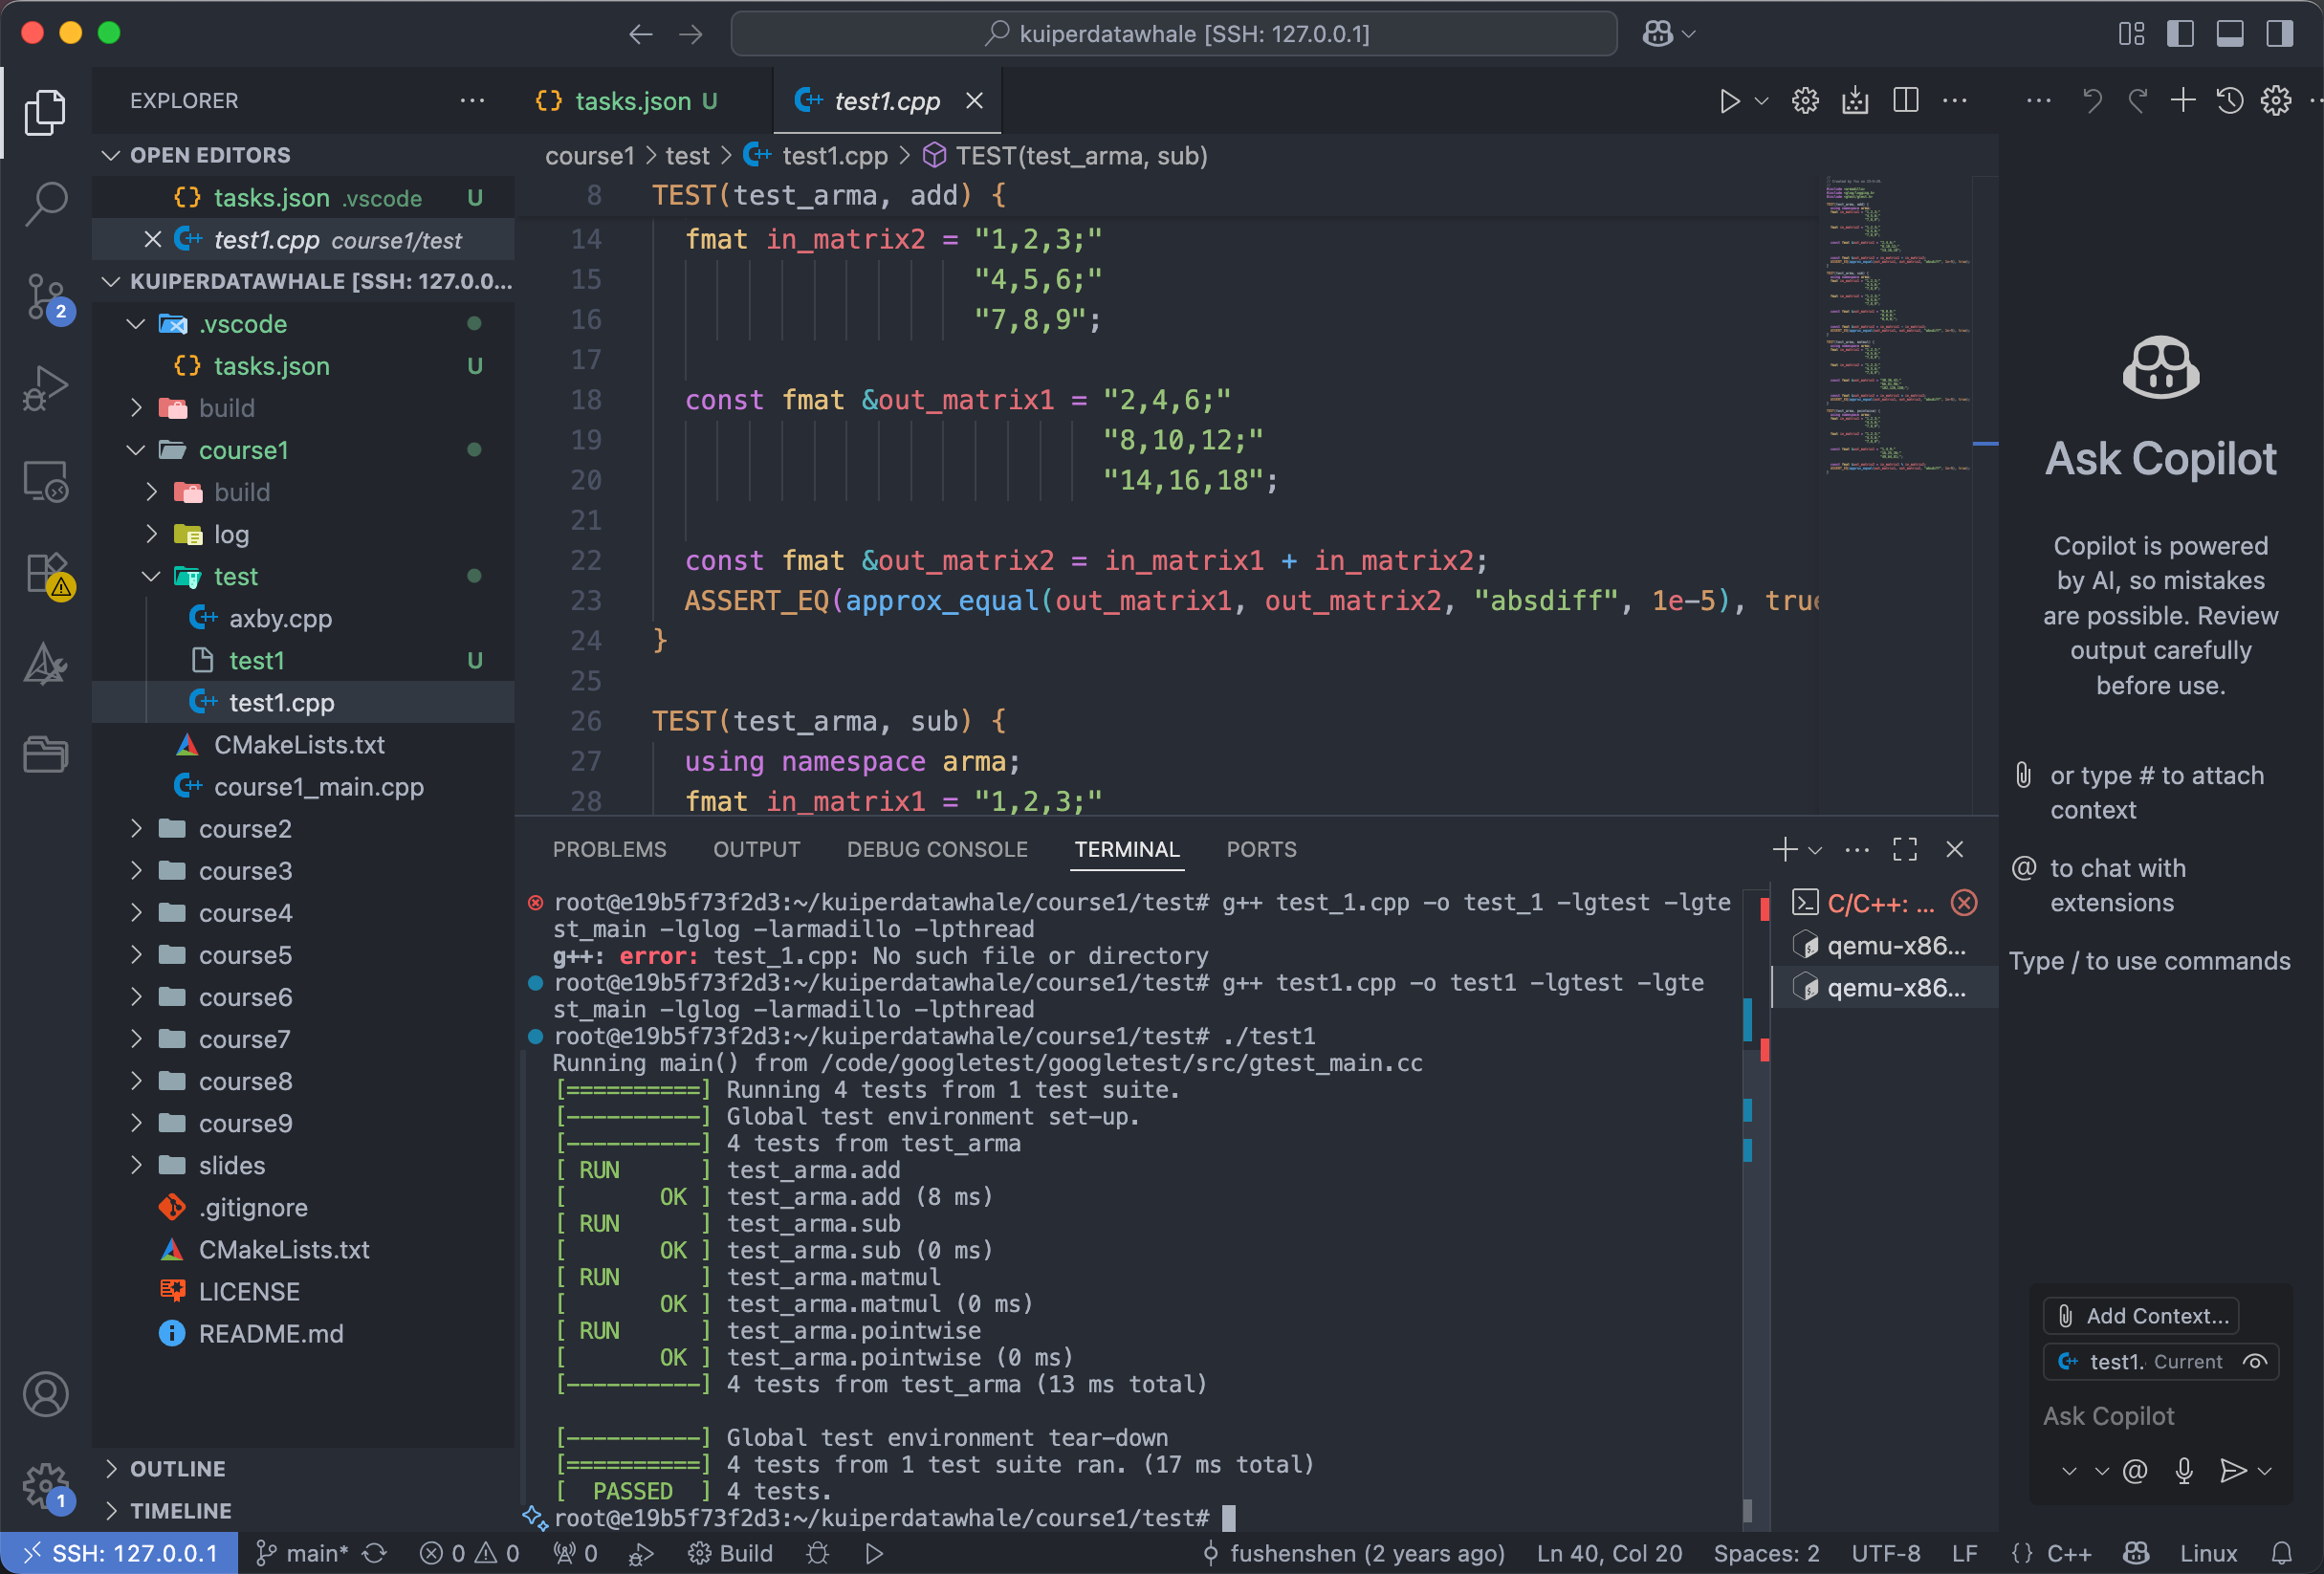 kuiperdatawhale [SSH: 127.0.0.1]
EXPLORER
tasks.json U
test1.cpp
OPEN EDITORS
tasks.json .vscode U
test1.cpp course1/test
KUIPERDATAWHALE [SSH: 127.0.0...
.vscode
tasks.json U
build
course1
build
log
test
axby.cpp
test1 U
test1.cpp
CMakeLists.txt
course1_main.cpp
course2
course3
course4
course5
course6
course7
course8
course9
slides
.gitignore
CMakeLists.txt
LICENSE
README.md
OUTLINE
TIMELINE
2
1
course1 > test > test1.cpp > TEST(test_arma, sub)
8 TEST(test_arma, add) {
14 fmat in_matrix2 = "1,2,3;"
15 "4,5,6;"
16 "7,8,9";
17
18 const fmat &out_matrix1 = "2,4,6;"
19 "8,10,12;"
20 "14,16,18";
21
22 const fmat &out_matrix2 = in_matrix1 + in_matrix2;
23 ASSERT_EQ(approx_equal(out_matrix1, out_matrix2, "absdiff", 1e-5), true
24 }
25
26 TEST(test_arma, sub) {
27 using namespace arma;
28 fmat in_matrix1 = "1,2,3;"
PROBLEMS OUTPUT DEBUG CONSOLE TERMINAL PORTS
root@e19b5f73f2d3:~/kuiperdatawhale/course1/test# g++ test_1.cpp -o test_1 -lgtest -lgte
st_main -lglog -larmadillo -lpthread
g++: error: test_1.cpp: No such file or directory
root@e19b5f73f2d3:~/kuiperdatawhale/course1/test# g++ test1.cpp -o test1 -lgtest -lgte
st_main -lglog -larmadillo -lpthread
root@e19b5f73f2d3:~/kuiperdatawhale/course1/test# ./test1
Running main() from /code/googletest/googletest/src/gtest_main.cc
[==========] Running 4 tests from 1 test suite.
[----------] Global test environment set-up.
[----------] 4 tests from test_arma
[ RUN      ] test_arma.add
[       OK ] test_arma.add (8 ms)
[ RUN      ] test_arma.sub
[       OK ] test_arma.sub (0 ms)
[ RUN      ] test_arma.matmul
[       OK ] test_arma.matmul (0 ms)
[ RUN      ] test_arma.pointwise
[       OK ] test_arma.pointwise (0 ms)
[----------] 4 tests from test_arma (13 ms total)
[----------] Global test environment tear-down
[==========] 4 tests from 1 test suite ran. (17 ms total)
[  PASSED  ] 4 tests.
root@e19b5f73f2d3:~/kuiperdatawhale/course1/test#
C/C++: ...
qemu-x86...
qemu-x86...
Ask Copilot
Copilot is powered
by AI, so mistakes
are possible. Review
output carefully
before use.
or type # to attach
context
@ to chat with
extensions
Type / to use commands
Add Context...
test1. Current
Ask Copilot
SSH: 127.0.0.1 main* 0 0 0 Build fushenshen (2 years ago) Ln 40, Col 20 Spaces: 2 UTF-8 LF {} C++ Linux